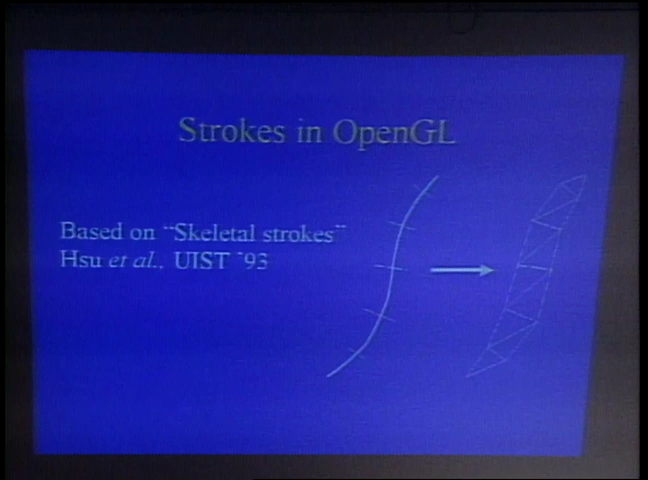 Strokes in OpenGL
Based on "Skeletal strokes"
Hsu et al., UIST '93